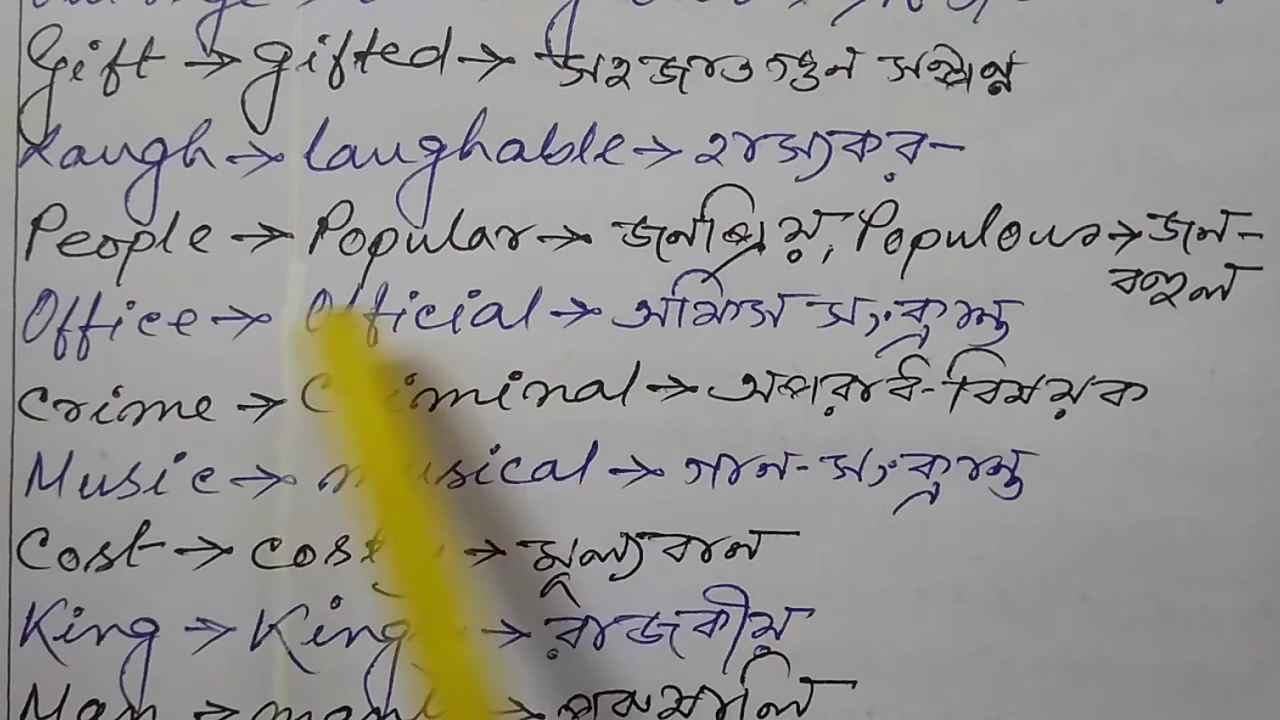 Gift → gifted → সহজাত গুন সম্পন্ন
Laugh → laughable → হাস্যকর
People → Popular → জনপ্রিয়, Populous → জন-
বহুল
Office → Official → অফিস সংক্রান্ত
Crime → Criminal → অপরাধ-বিষয়ক
Music → musical → গান-সংক্রান্ত
Cost → → মূল্যবান
King → → রাজকীয়
Man → →